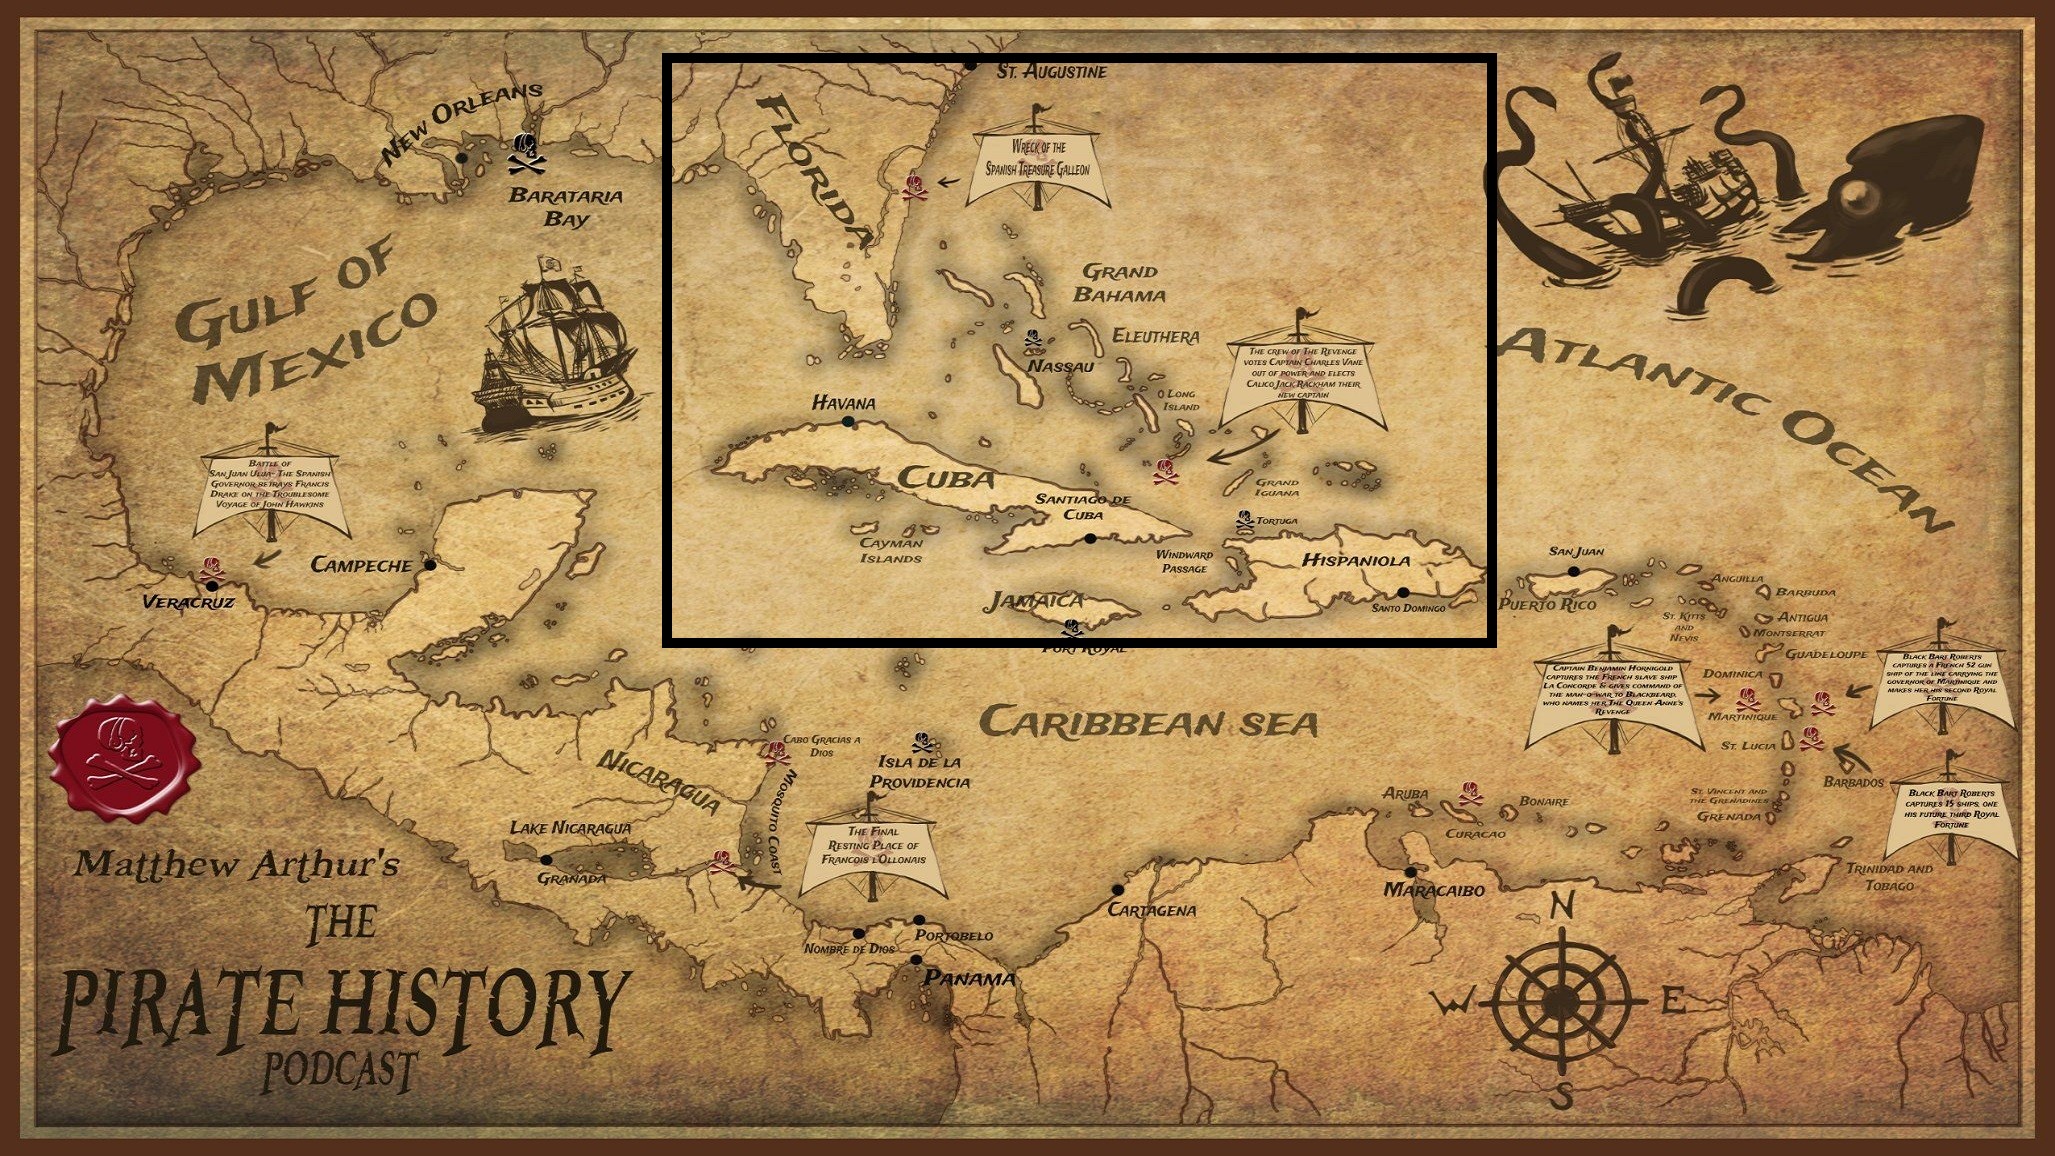 St. Augustine
New Orleans
Florida
Wreck of the
Spanish Treasure Galleon
Barataria
Bay
Gulf of
Mexico
Grand
Bahama
Eleuthera
Nassau
The crew of The Revenge
votes Captain Charles Vane
out of power and elects
Calico Jack Rackham their
new captain
Atlantic Ocean
Long
Island
Havana
Cuba
Santiago de
Cuba
Grand
Iguana
Tortuga
Battle of
San Juan Ulua- The Spanish
Governor betrays Francis
Drake on the Troublesome
Voyage of John Hawkins
Campeche
Veracruz
Cayman
Islands
Windward
Passage
Hispaniola
Santo Domingo
Jamaica
Port Royal
San Juan
Puerto Rico
Anguilla
Barbuda
St. Kitts
and
Nevis
Antigua
Montserrat
Guadeloupe
Dominica
Martinique
St. Lucia
Barbados
St. Vincent and
the Grenadines
Grenada
Captain Benjamin Hornigold
captures the French slave ship
La Concorde & gives command of
the man-o-war to Blackbeard,
who names her The Queen Anne's
Revenge
Black Bart Roberts
captures a French 52 gun
ship of the line carrying the
governor of Martinique and
makes her his second Royal
Fortune
Black Bart Roberts
captures 15 ships, one
his future third Royal
Fortune
Caribbean Sea
Cabo Gracias a
Dios
Isla de la
Providencia
Nicaragua
Mosquito Coast
Lake Nicaragua
Granada
The Final
Resting Place of
Francois l'Ollonais
Aruba
Curacao
Bonaire
Maracaibo
Trinidad and
Tobago
Cartagena
Portobelo
Nombre de Dios
Panama
Matthew Arthur's
The
Pirate History
Podcast
N
W
E
S